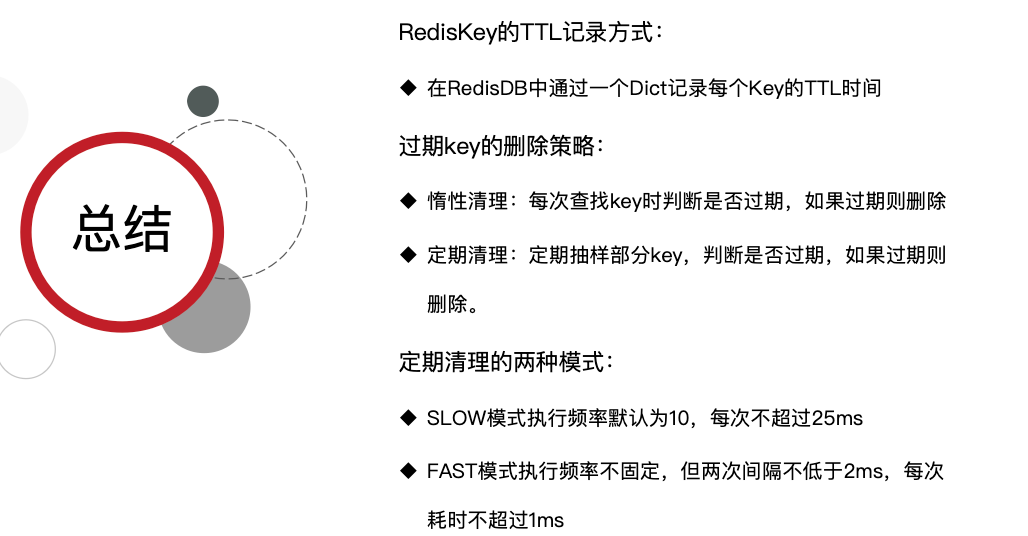 总结
RedisKey的TTL记录方式：
◆ 在RedisDB中通过一个Dict记录每个Key的TTL时间
过期key的删除策略：
◆ 惰性清理：每次查找key时判断是否过期，如果过期则删除
◆ 定期清理：定期抽样部分key，判断是否过期，如果过期则
删除。
定期清理的两种模式：
◆ SLOW模式执行频率默认为10，每次不超过25ms
◆ FAST模式执行频率不固定，但两次间隔不低于2ms，每次
耗时不超过1ms